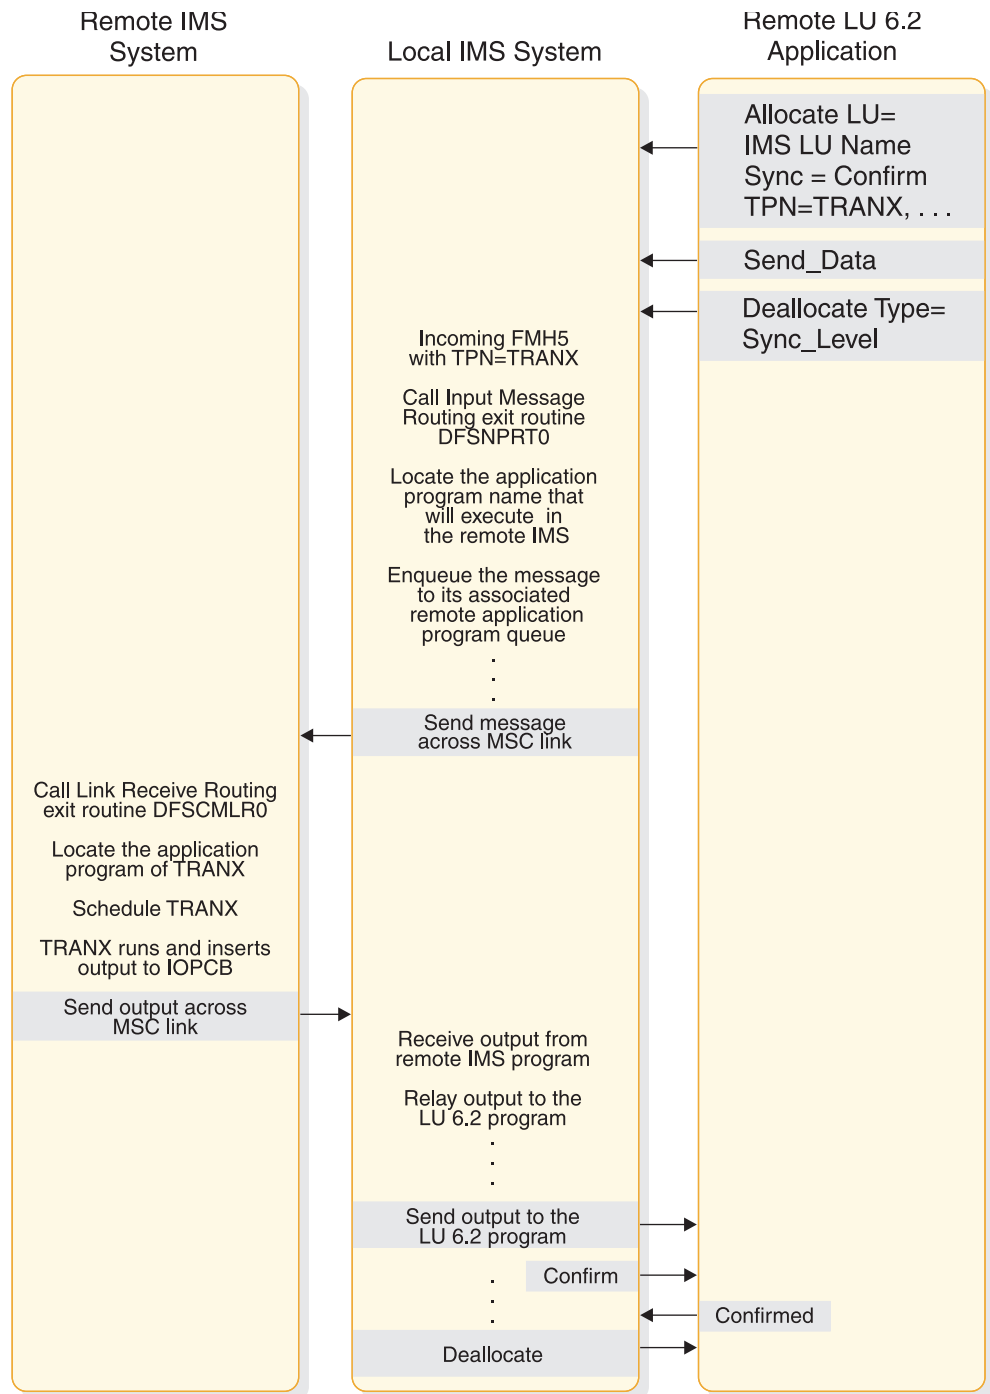 Remote IMS
System
Local IMS System
Remote LU 6.2
Application
Allocate LU=
IMS LU Name
Sync = Confirm
TPN=TRANX, . . .
Send_Data
Deallocate Type=
Sync_Level
Incoming FMH5
with TPN=TRANX
Call Input Message
Routing exit routine
DFSNPRT0
Locate the application
program name that
will execute in
the remote IMS
Enqueue the message
to its associated
remote application
program queue
.
.
.
Send message
across MSC link
Call Link Receive Routing
exit routine DFSCMLR0
Locate the application
program of TRANX
Schedule TRANX
TRANX runs and inserts
output to IOPCB
Send output across
MSC link
Receive output from
remote IMS program
Relay output to the
LU 6.2 program
.
.
.
Send output to the
LU 6.2 program
Confirm
.
.
.
Confirmed
Deallocate